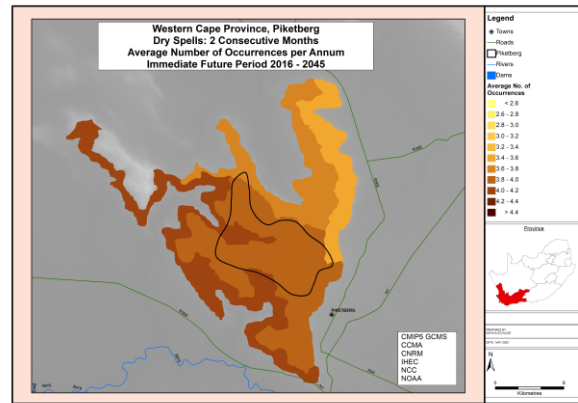 Western Cape Province, Piketberg
Dry Spells: 2 Consecutive Months
Average Number of Occurrences per Annum
Immediate Future Period 2016 - 2045
PIKETBERG
CMIP5 GCMS
CCMA
CNRM
IHEC
NCC
NOAA
Legend
Towns
Roads
Piketberg
Rivers
Dams
Average No. of
Occurrences
< 2.6
2.6 - 2.8
2.8 - 3.0
3.0 - 3.2
3.2 - 3.4
3.4 - 3.6
3.6 - 3.8
3.8 - 4.0
4.0 - 4.2
4.2 - 4.4
> 4.4
Province
N
Kilometres